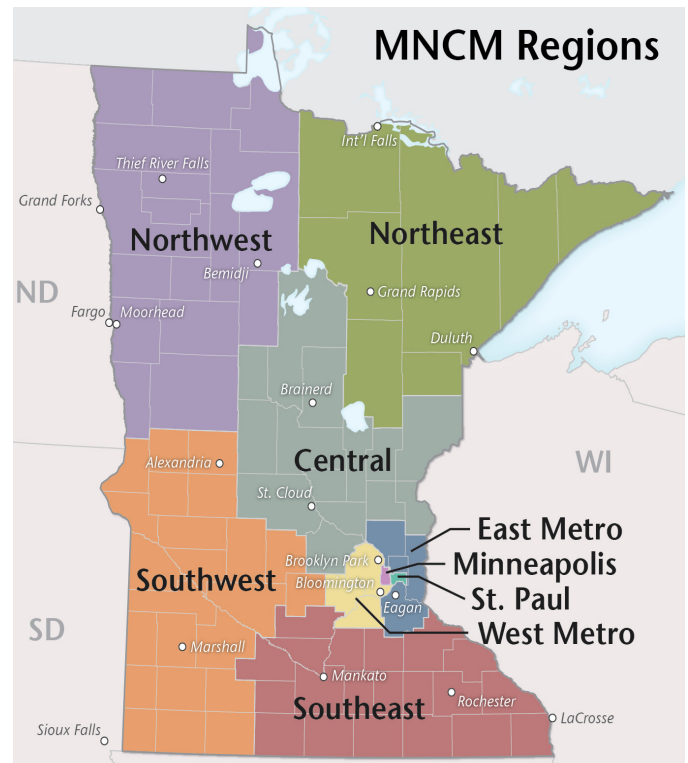 MNCM Regions
Int'l Falls
Thief River Falls
Grand Forks
Northwest
Northeast
Bemidji
ND
Grand Rapids
Fargo
Moorhead
Duluth
Brainerd
Central
Alexandria
WI
St. Cloud
East Metro
Brooklyn Park
Minneapolis
Southwest
Bloomington
St. Paul
Eagan
SD
West Metro
Marshall
Mankato
Southeast
Rochester
LaCrosse
Sioux Falls